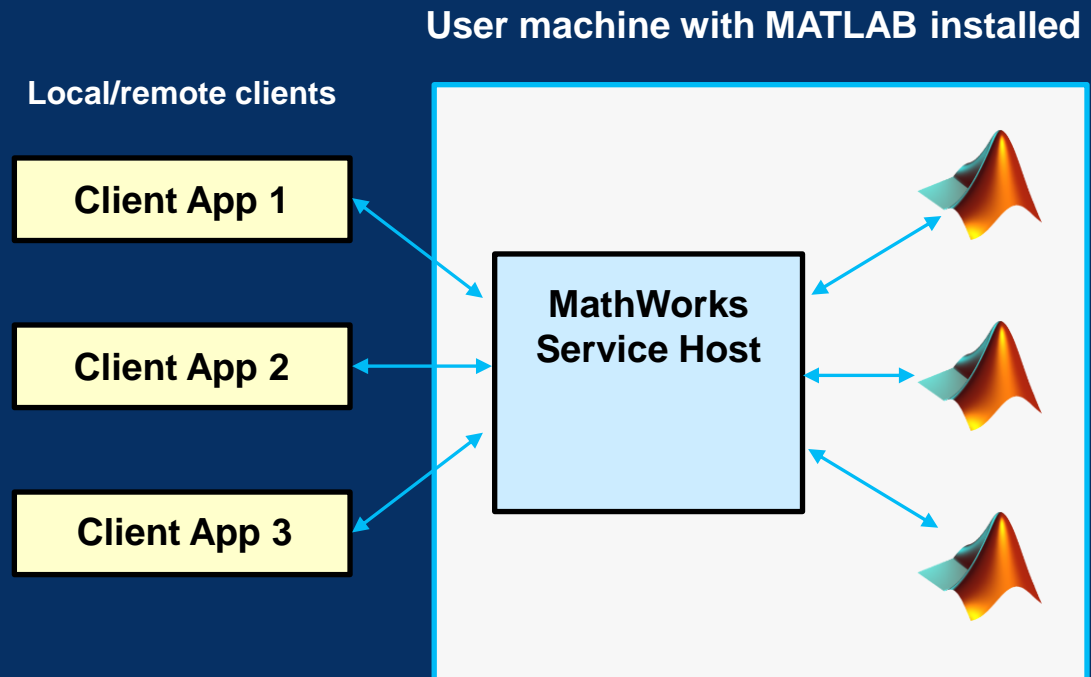 User machine with MATLAB installed
Local/remote clients
Client App 1
Client App 2
Client App 3
MathWorks
Service Host